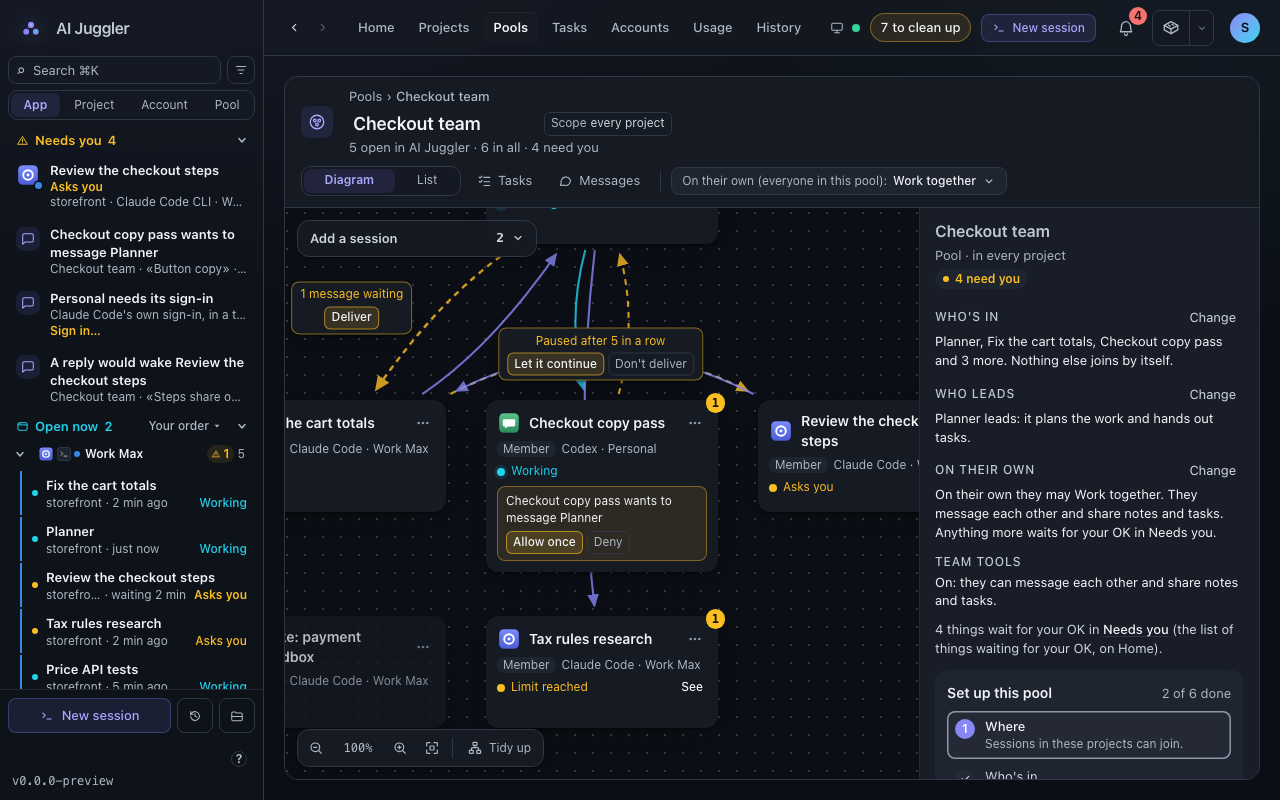 AI Juggler
Search ⌘K
App Project Account Pool
Needs you 4
Review the checkout steps
Asks you
storefront · Claude Code CLI · W…
Checkout copy pass wants to
message Planner
Checkout team · «Button copy» ·…
Personal needs its sign-in
Claude Code's own sign-in, in a t…
Sign in…
A reply would wake Review the
checkout steps
Checkout team · «Steps share o…
Open now 2 Your order
Work Max 1 5
Fix the cart totals
storefront · 2 min ago Working
Planner
storefront · just now Working
Review the checkout steps
storefro… · waiting 2 min Asks you
Tax rules research
storefront · 2 min ago Asks you
Price API tests
storefront · 5 min ago Working
New session
?
v0.0.0-preview
Home Projects Pools Tasks Accounts Usage History
7 to clean up
New session
4
S
Pools › Checkout team
Checkout team
Scope every project
5 open in AI Juggler · 6 in all · 4 need you
Diagram List Tasks Messages
On their own (everyone in this pool): Work together
Add a session 2
1 message waiting
Deliver
Paused after 5 in a row
Let it continue Don't deliver
he cart totals
Claude Code · Work Max
1
Checkout copy pass
Member Codex · Personal
Working
Checkout copy pass wants to
message Planner
Allow once Deny
Review the check
steps
Member Claude Code ·
Asks you
: payment
dbox
Claude Code · Work Max
1
Tax rules research
Member Claude Code · Work Max
Limit reached See
100%
Tidy up
Checkout team
Pool · in every project
4 need you
WHO'S IN Change
Planner, Fix the cart totals, Checkout copy pass
and 3 more. Nothing else joins by itself.
WHO LEADS Change
Planner leads: it plans the work and hands out
tasks.
ON THEIR OWN Change
On their own they may Work together. They
message each other and share notes and tasks.
Anything more waits for your OK in Needs you.
TEAM TOOLS
On: they can message each other and share notes
and tasks.
4 things wait for your OK in Needs you (the list of
things waiting for your OK, on Home).
Set up this pool 2 of 6 done
1 Where
Sessions in these projects can join.
Who's in